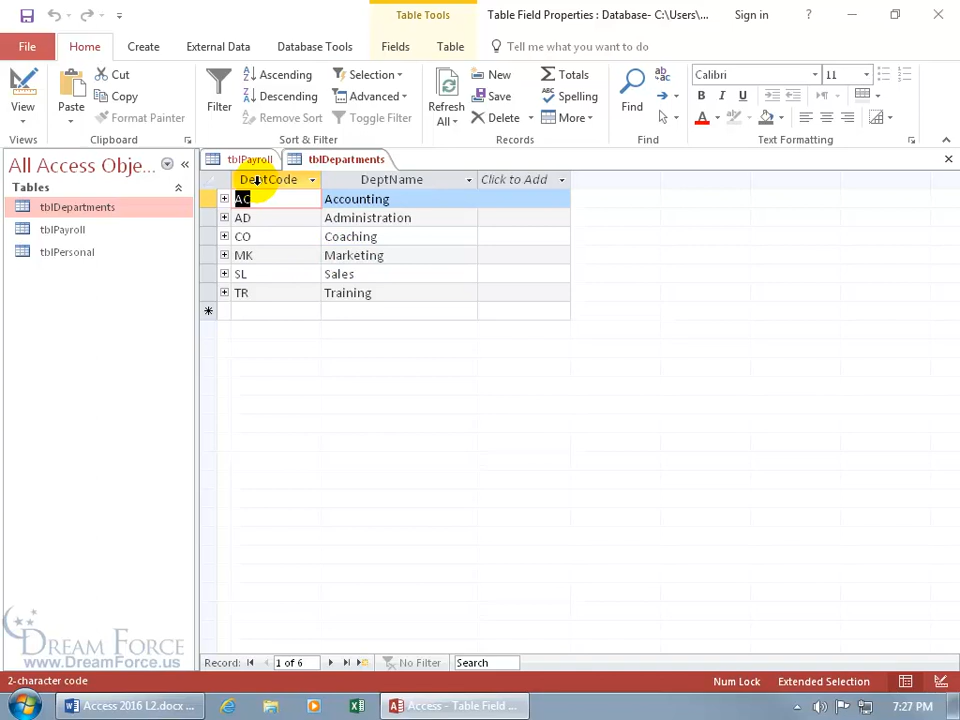 Table Tools
Table Field Properties : Database- C:\Users\...
Sign in
?
File
Home
Create
External Data
Database Tools
Fields
Table
Tell me what you want to do
View
Views
Paste
Cut
Copy
Format Painter
Clipboard
Filter
Ascending
Descending
Remove Sort
Selection
Advanced
Toggle Filter
Sort & Filter
Refresh
All
New
Save
Delete
Totals
Spelling
More
Records
Find
Find
Calibri
11
B I U
Text Formatting
All Access Obje...
Tables
tblDepartments
tblPayroll
tblPersonal
tblPayroll
tblDepartments
DeptCode DeptName Click to Add
AC Accounting
AD Administration
CO Coaching
MK Marketing
SL Sales
TR Training
DREAM FORCE
www.DreamForce.us
Record: 1 of 6 No Filter Search
2-character code
Num Lock
Extended Selection
Access 2016 L2.docx ...
Access - Table Field ...
7:27 PM